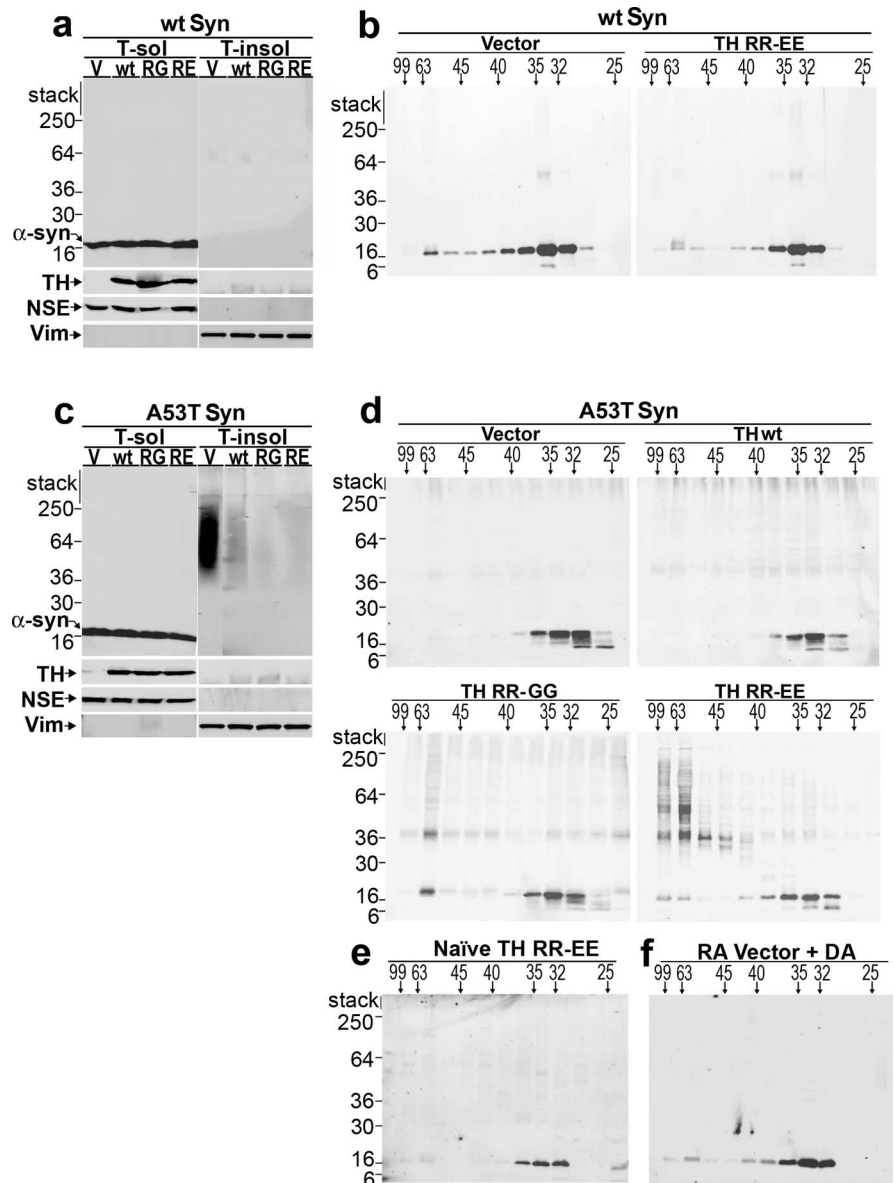 a
wt Syn
T-sol T-insol
V wt RG RE V wt RG RE
stack
250
64
36
30
α-syn
16
TH
NSE
Vim
b
wt Syn
Vector TH RR-EE
99 63 45 40 35 32 25 99 63 45 40 35 32 25
stack
250
64
36
30
16
6
c
A53T Syn
T-sol T-insol
V wt RG RE V wt RG RE
stack
250
64
36
30
α-syn
16
TH
NSE
Vim
d
A53T Syn
Vector TH wt
99 63 45 40 35 32 25 99 63 45 40 35 32 25
stack
250
64
36
30
16
6
TH RR-GG TH RR-EE
99 63 45 40 35 32 25 99 63 45 40 35 32 25
stack
250
64
36
30
16
6
e
Naïve TH RR-EE
99 63 45 40 35 32 25
stack
250
64
36
30
16
6
f
RA Vector + DA
99 63 45 40 35 32 25